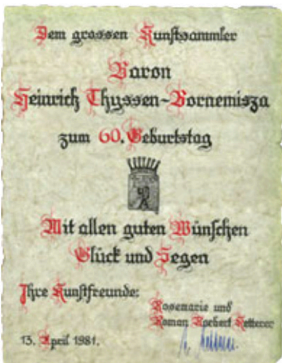 Dem grossen Kunstsammler
Baron
Heinrich Thyssen-Bornemisza
zum 60. Geburtstag
Mit allen guten Wünschen
Glück und Segen
Ihre Kunstfreunde:
Rosemarie und
Roman Norbert Ketterer
13. April 1981.